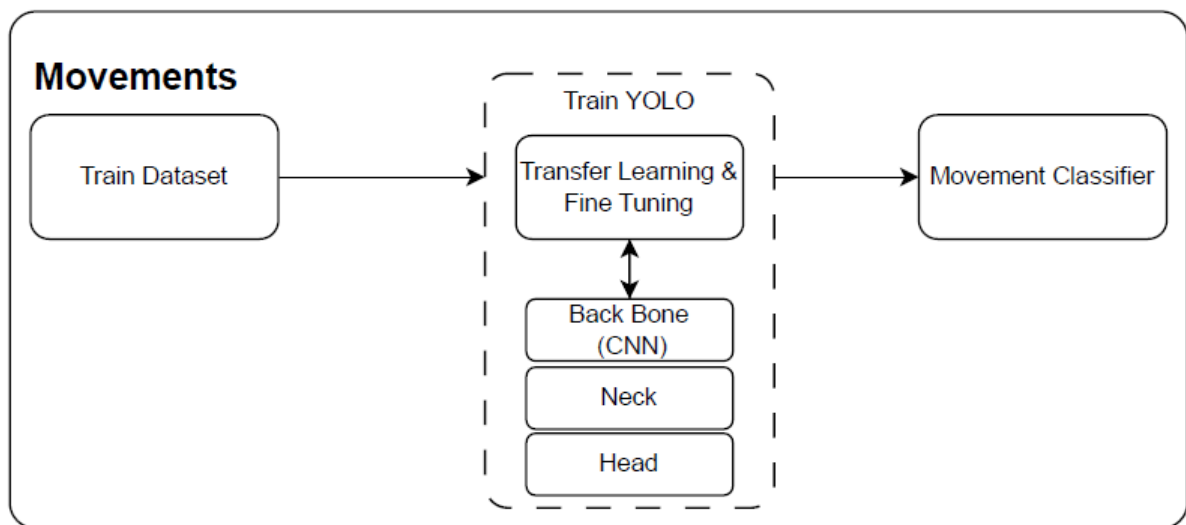 Movements
Train Dataset
Train YOLO
Transfer Learning &
Fine Tuning
Back Bone
(CNN)
Neck
Head
Movement Classifier